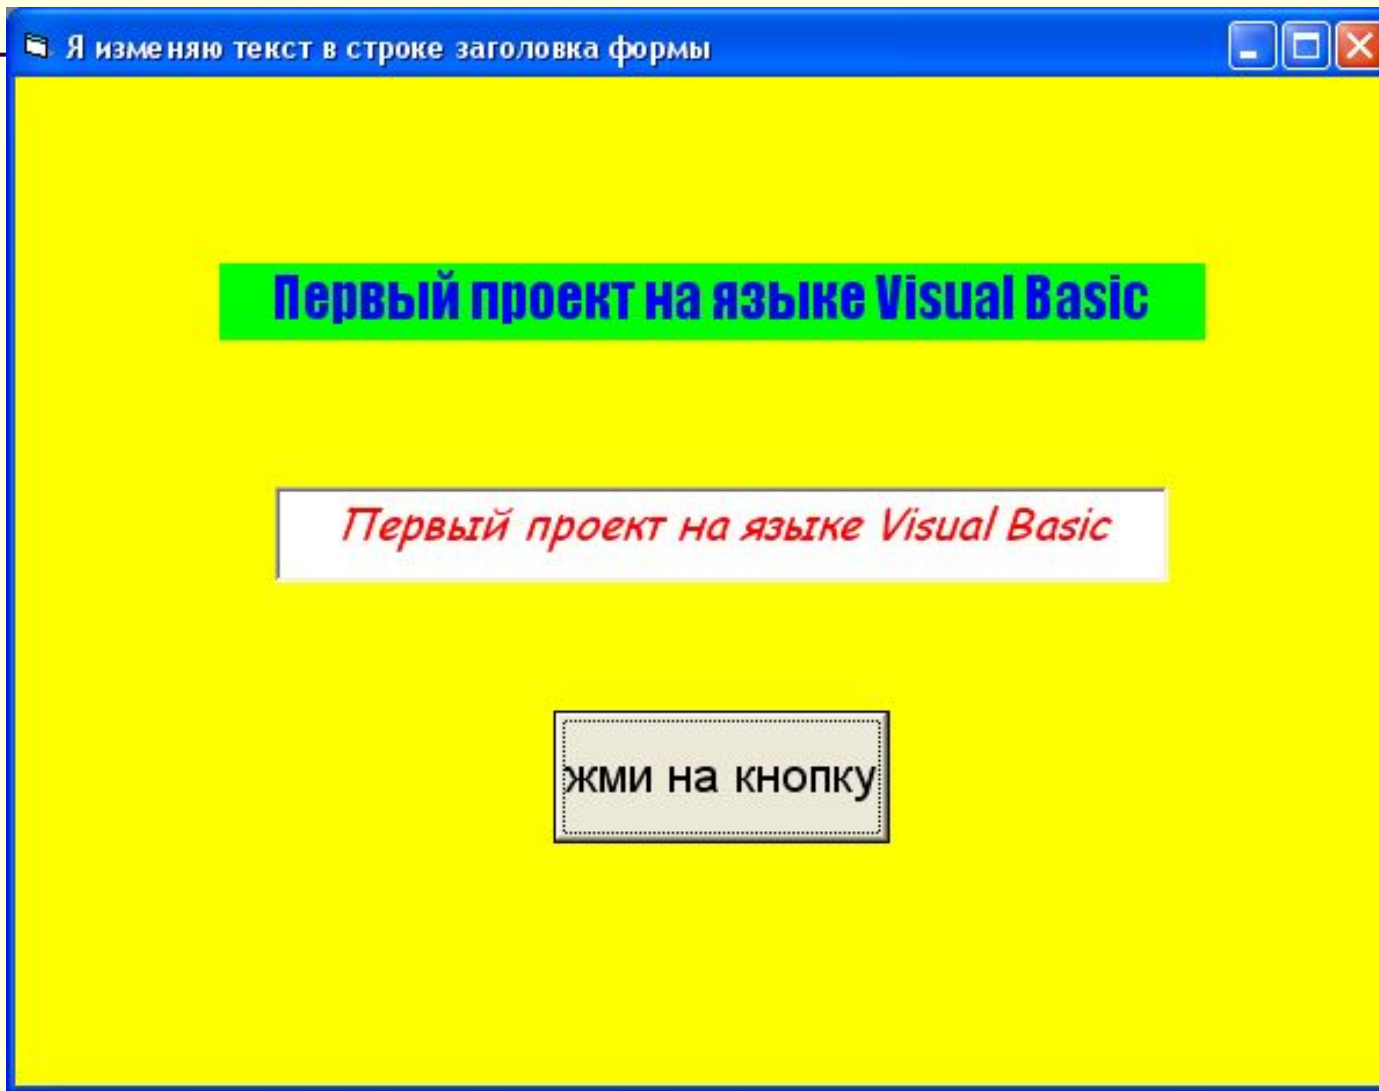 Я изменяю текст в строке заголовка формы
Первый проект на языке Visual Basic
Первый проект на языке Visual Basic
жми на кнопку